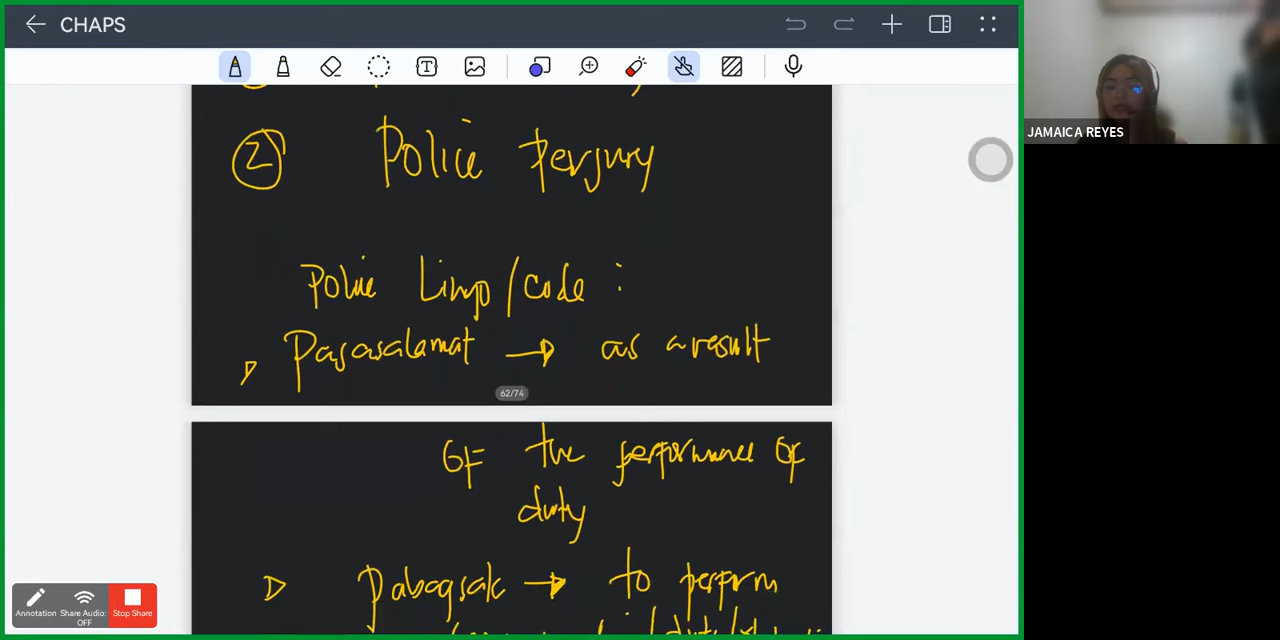 CHAPS
JAMAICA REYES
2 Police Perjury
Police Lingo/code :
Pasasalamat → as a result
62/74
of the performance of
duty
Pabagsak → to perform
Annotation Share Audio: OFF Stop Share